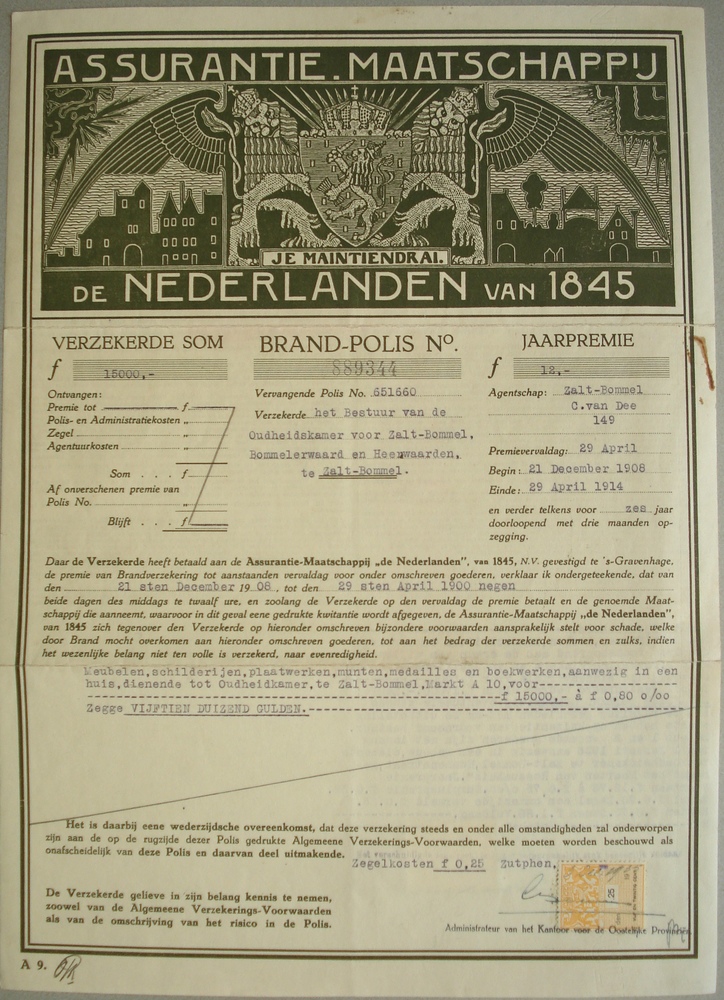 ASSURANTIE.MAATSCHAPPIJ
JE MAINTIENDRAI.
DE NEDERLANDEN VAN 1845
VERZEKERDE SOM
f 15000,-
Ontvangen:
Premie tot f
Polis- en Administratiekosten „
Zegel „
Agentuurkosten „
Som . . . f
Af onverschenen premie van
Polis No. „
Blijft . . . f
BRAND-POLIS No.
889344
Vervangende Polis No. 651660
Verzekerde het Bestuur van de
Oudheidskamer voor Zalt-Bommel,
Bommelerwaard en Heerwaarden,
te Zalt-Bommel.
JAARPREMIE
f 12,-
Agentschap: Zalt-Bommel
C.van Dee
149
Premievervaldag: 29 April
Begin: 21 December 1908
Einde: 29 April 1914
en verder telkens voor zes jaar
doorloopend met drie maanden op-
zegging.
Daar de Verzekerde heeft betaald aan de Assurantie-Maatschappij „de Nederlanden”, van 1845, N.V. gevestigd te 's-Gravenhage,
de premie van Brandverzekering tot aanstaanden vervaldag voor onder omschreven goederen, verklaar ik ondergeteekende, dat van
den 21 sten December 1908, tot den 29 sten April 1900 negen
beide dagen des middags te twaalf ure, en zoolang de Verzekerde op den vervaldag de premie betaalt en de genoemde Maat-
schappij die aanneemt, waarvoor in dit geval eene gedrukte kwitantie wordt afgegeven, de Assurantie-Maatschappij „de Nederlanden”,
van 1845 zich tegenover den Verzekerde op hieronder omschreven bijzondere voorwaarden aansprakelijk stelt voor schade, welke
door Brand mocht overkomen aan hieronder omschreven goederen, tot aan het bedrag der verzekerde sommen en zulks, indien
het wezenlijke belang niet ten volle is verzekerd, naar evenredigheid.
Meubelen,schilderijen,plaatwerken,munten,medailles en boekwerken,aanwezig in een
huis,dienende tot Oudheidkamer,te Zalt-Bommel,Markt A 10,voor----
f 15000,- à f 0,80 o/oo
Zegge VIJFTIEN DUIZEND GULDEN.----
Het is daarbij eene wederzijdsche overeenkomst, dat deze verzekering steeds en onder alle omstandigheden zal onderworpen
zijn aan de op de rugzijde dezer Polis gedrukte Algemeene Verzekerings-Voorwaarden, welke moeten worden beschouwd als
onafscheidelijk van deze Polis en daarvan deel uitmakende.
Zegelkosten f 0,25 Zutphen,
25
De Verzekerde gelieve in zijn belang kennis te nemen,
zoowel van de Algemeene Verzekerings-Voorwaarden
als van de omschrijving van het risico in de Polis.
Administrateur van het Kantoor voor de Oostelijke Provinciën.
A 9.